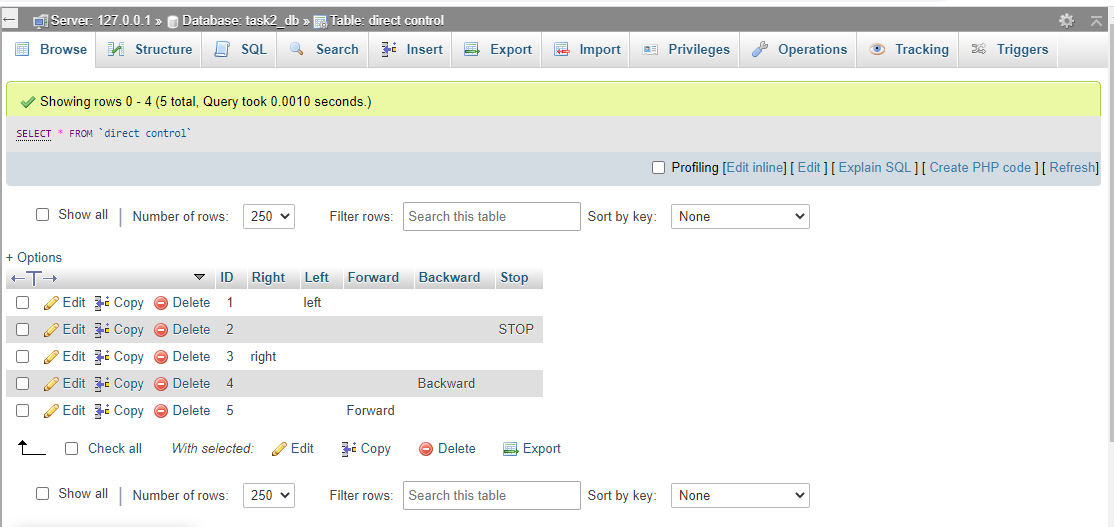 Server: 127.0.0.1 » Database: task2_db » Table: direct control
Browse Structure SQL Search Insert Export Import Privileges Operations Tracking Triggers
Showing rows 0 - 4 (5 total, Query took 0.0010 seconds.)
SELECT * FROM `direct control`
Profiling [Edit inline] [ Edit ] [ Explain SQL ] [ Create PHP code ] [ Refresh]
Show all | Number of rows: 250 Filter rows: Search this table Sort by key: None
+ Options
←T→ ID Right Left Forward Backward Stop
Edit Copy Delete 1 left
Edit Copy Delete 2 STOP
Edit Copy Delete 3 right
Edit Copy Delete 4 Backward
Edit Copy Delete 5 Forward
Check all With selected: Edit Copy Delete Export
Show all | Number of rows: 250 Filter rows: Search this table Sort by key: None